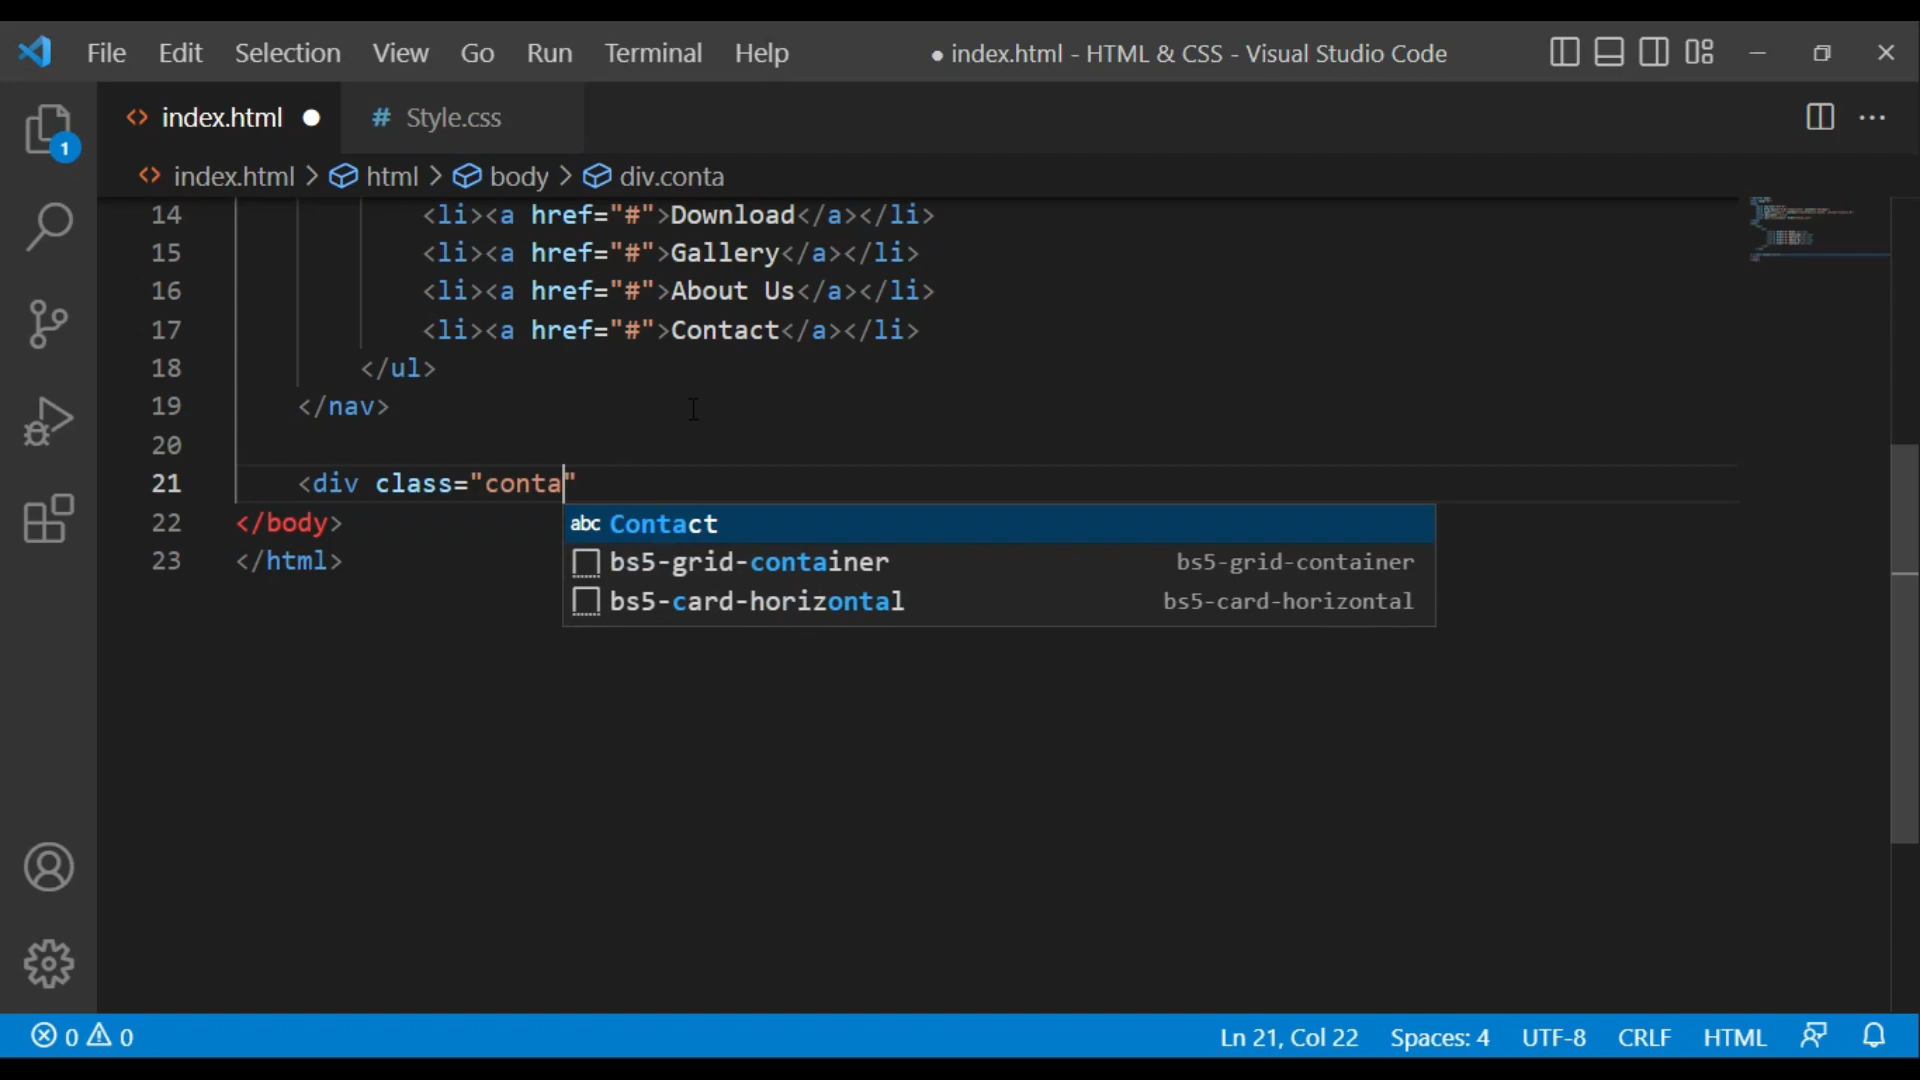 File Edit Selection View Go Run Terminal Help ● index.html - HTML & CSS - Visual Studio Code
<> index.html ● # Style.css
1
<> index.html > html > body > div.conta
14 <li><a href="#">Download</a></li>
15 <li><a href="#">Gallery</a></li>
16 <li><a href="#">About Us</a></li>
17 <li><a href="#">Contact</a></li>
18 </ul>
19 </nav>
20
21 <div class="conta"
22 </body>
23 </html>
abc Contact
bs5-grid-container bs5-grid-container
bs5-card-horizontal bs5-card-horizontal
0 0 Ln 21, Col 22 Spaces: 4 UTF-8 CRLF HTML